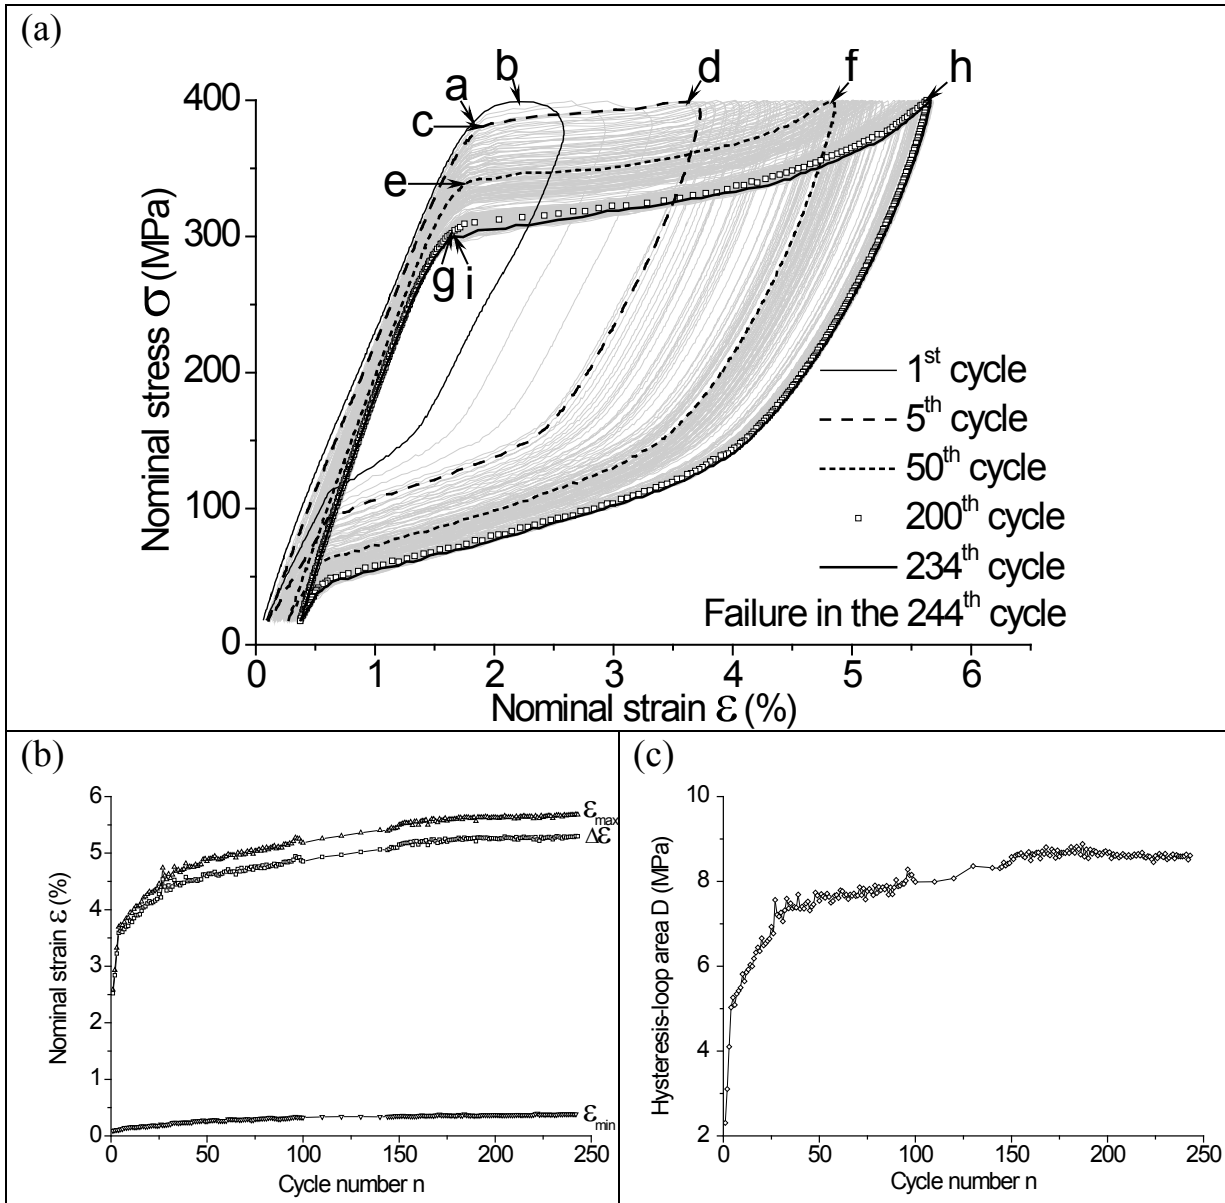 (a)
b
d
f
h
a
c
e
g i
400
300
200
100
0
0 1 2 3 4 5 6
Nominal stress σ (MPa)
Nominal strain ε (%)
1st cycle
5th cycle
50th cycle
200th cycle
234th cycle
Failure in the 244th cycle
(b)
6
5
4
3
2
1
0
0 50 100 150 200 250
Nominal strain ε (%)
Cycle number n
εmax
Δε
εmin
(c)
10
8
6
4
2
0 50 100 150 200 250
Hysteresis-loop area D (MPa)
Cycle number n